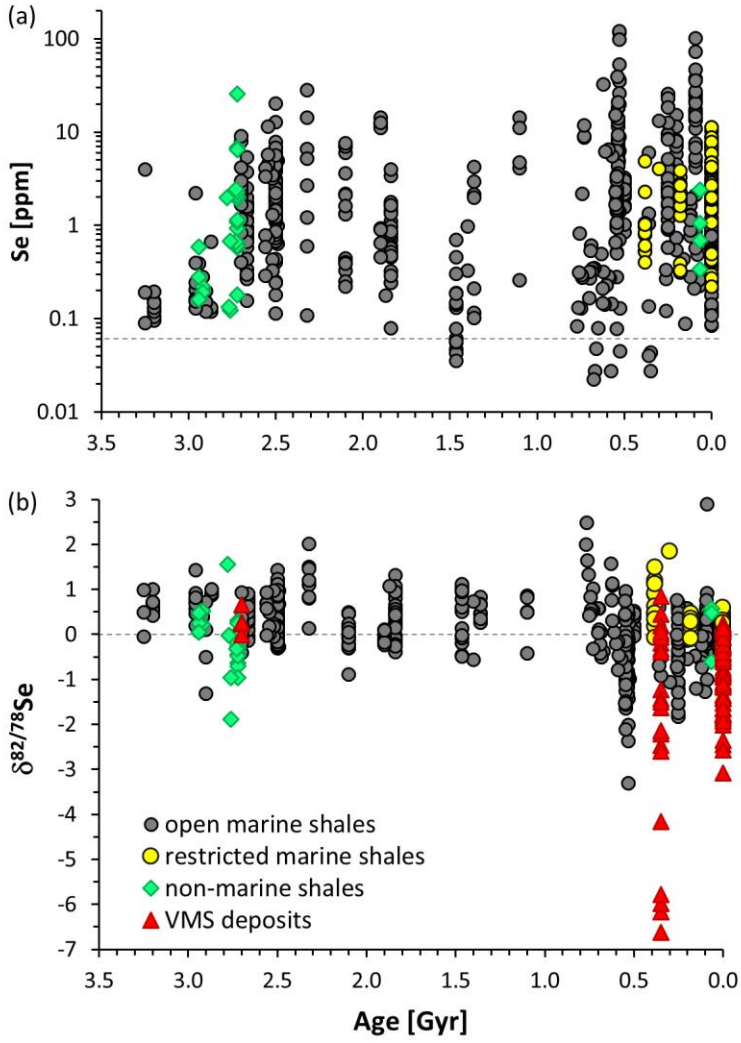 (a)
100
10
1
0.1
0.01
Se [ppm]
3.5 3.0 2.5 2.0 1.5 1.0 0.5 0.0
(b)
3
2
1
0
-1
-2
-3
-4
-5
-6
-7
δ82/78Se
open marine shales
restricted marine shales
non-marine shales
VMS deposits
3.5 3.0 2.5 2.0 1.5 1.0 0.5 0.0
Age [Gyr]